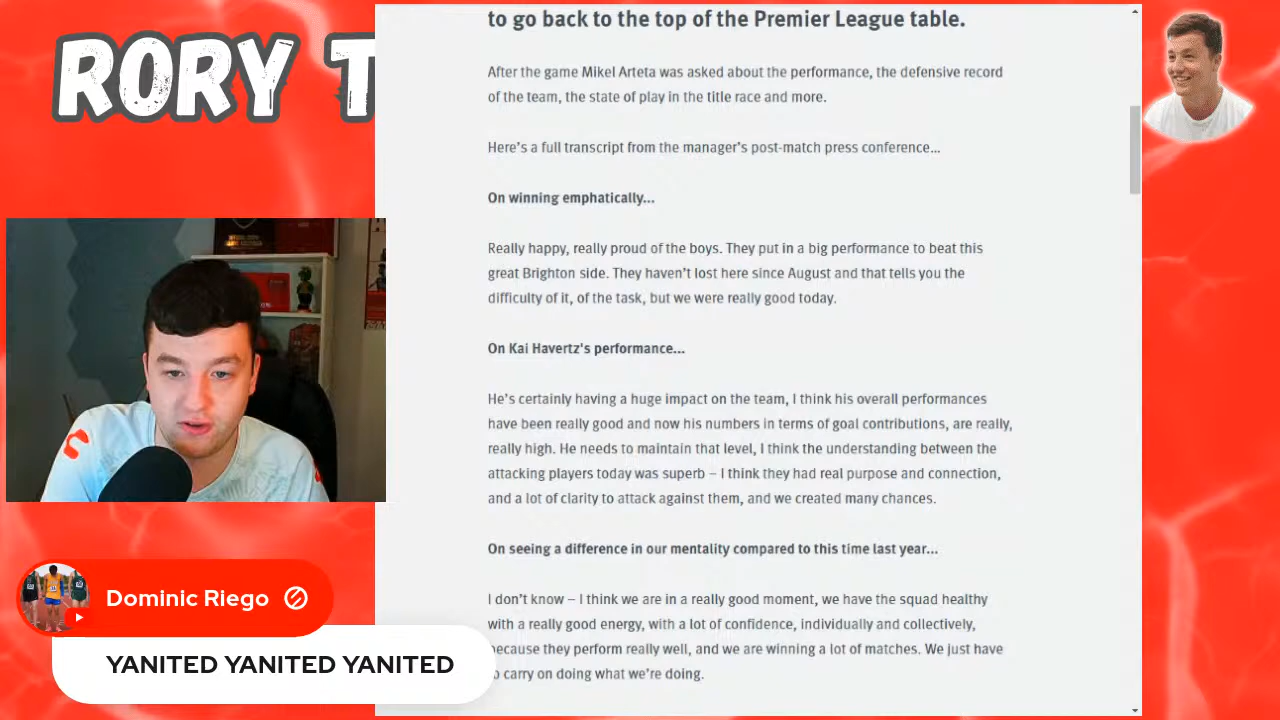 RORY T
to go back to the top of the Premier League table.
After the game Mikel Arteta was asked about the performance, the defensive record
of the team, the state of play in the title race and more.
Here's a full transcript from the manager's post-match press conference...
On winning emphatically...
Really happy, really proud of the boys. They put in a big performance to beat this
great Brighton side. They haven't lost here since August and that tells you the
difficulty of it, of the task, but we were really good today.
On Kai Havertz's performance...
He's certainly having a huge impact on the team, I think his overall performances
have been really good and now his numbers in terms of goal contributions, are really,
really high. He needs to maintain that level, I think the understanding between the
attacking players today was superb – I think they had real purpose and connection,
and a lot of clarity to attack against them, and we created many chances.
On seeing a difference in our mentality compared to this time last year...
I don't know – I think we are in a really good moment, we have the squad healthy
with a really good energy, with a lot of confidence, individually and collectively,
because they perform really well, and we are winning a lot of matches. We just have
o carry on doing what we're doing.
Dominic Riego
YANITED YANITED YANITED